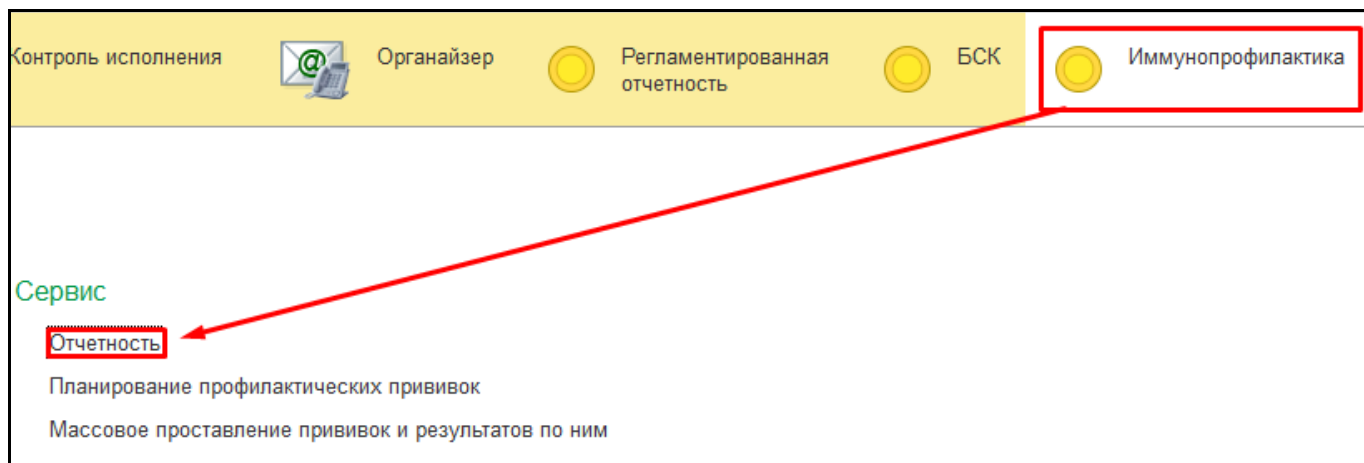 Контроль исполнения
Органайзер
Регламентированная
отчетность
БСК
Иммунопрофилактика
Сервис
Отчетность
Планирование профилактических прививок
Массовое проставление прививок и результатов по ним